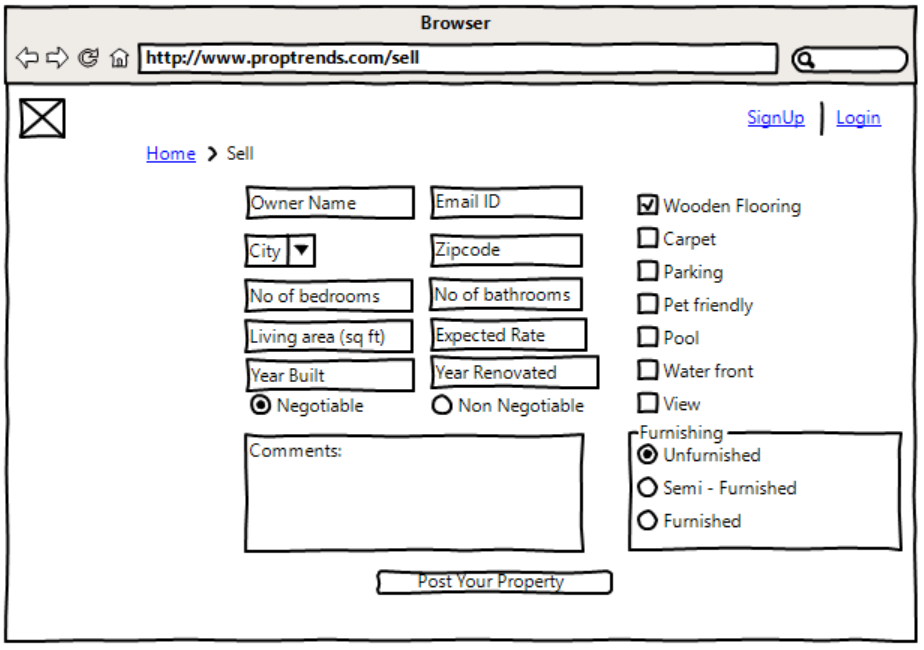 Browser
http://www.proptrends.com/sell
SignUp Login
Home > Sell
Owner Name Email ID
City Zipcode
No of bedrooms No of bathrooms
Living area (sq ft) Expected Rate
Year Built Year Renovated
Negotiable Non Negotiable
Comments:
Wooden Flooring
Carpet
Parking
Pet friendly
Pool
Water front
View
Furnishing
Unfurnished
Semi - Furnished
Furnished
Post Your Property